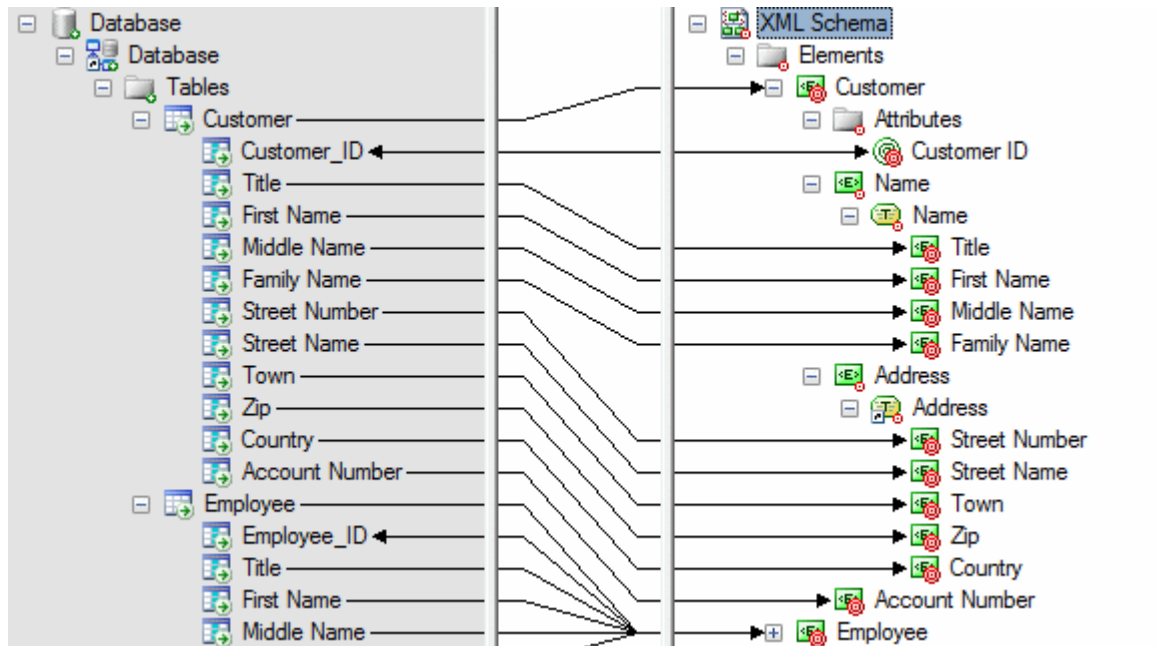 Database
Database
Tables
Customer
Customer_ID
Title
First Name
Middle Name
Family Name
Street Number
Street Name
Town
Zip
Country
Account Number
Employee
Employee_ID
Title
First Name
Middle Name
XML Schema
Elements
Customer
Attributes
Customer ID
Name
Name
Title
First Name
Middle Name
Family Name
Address
Address
Street Number
Street Name
Town
Zip
Country
Account Number
Employee